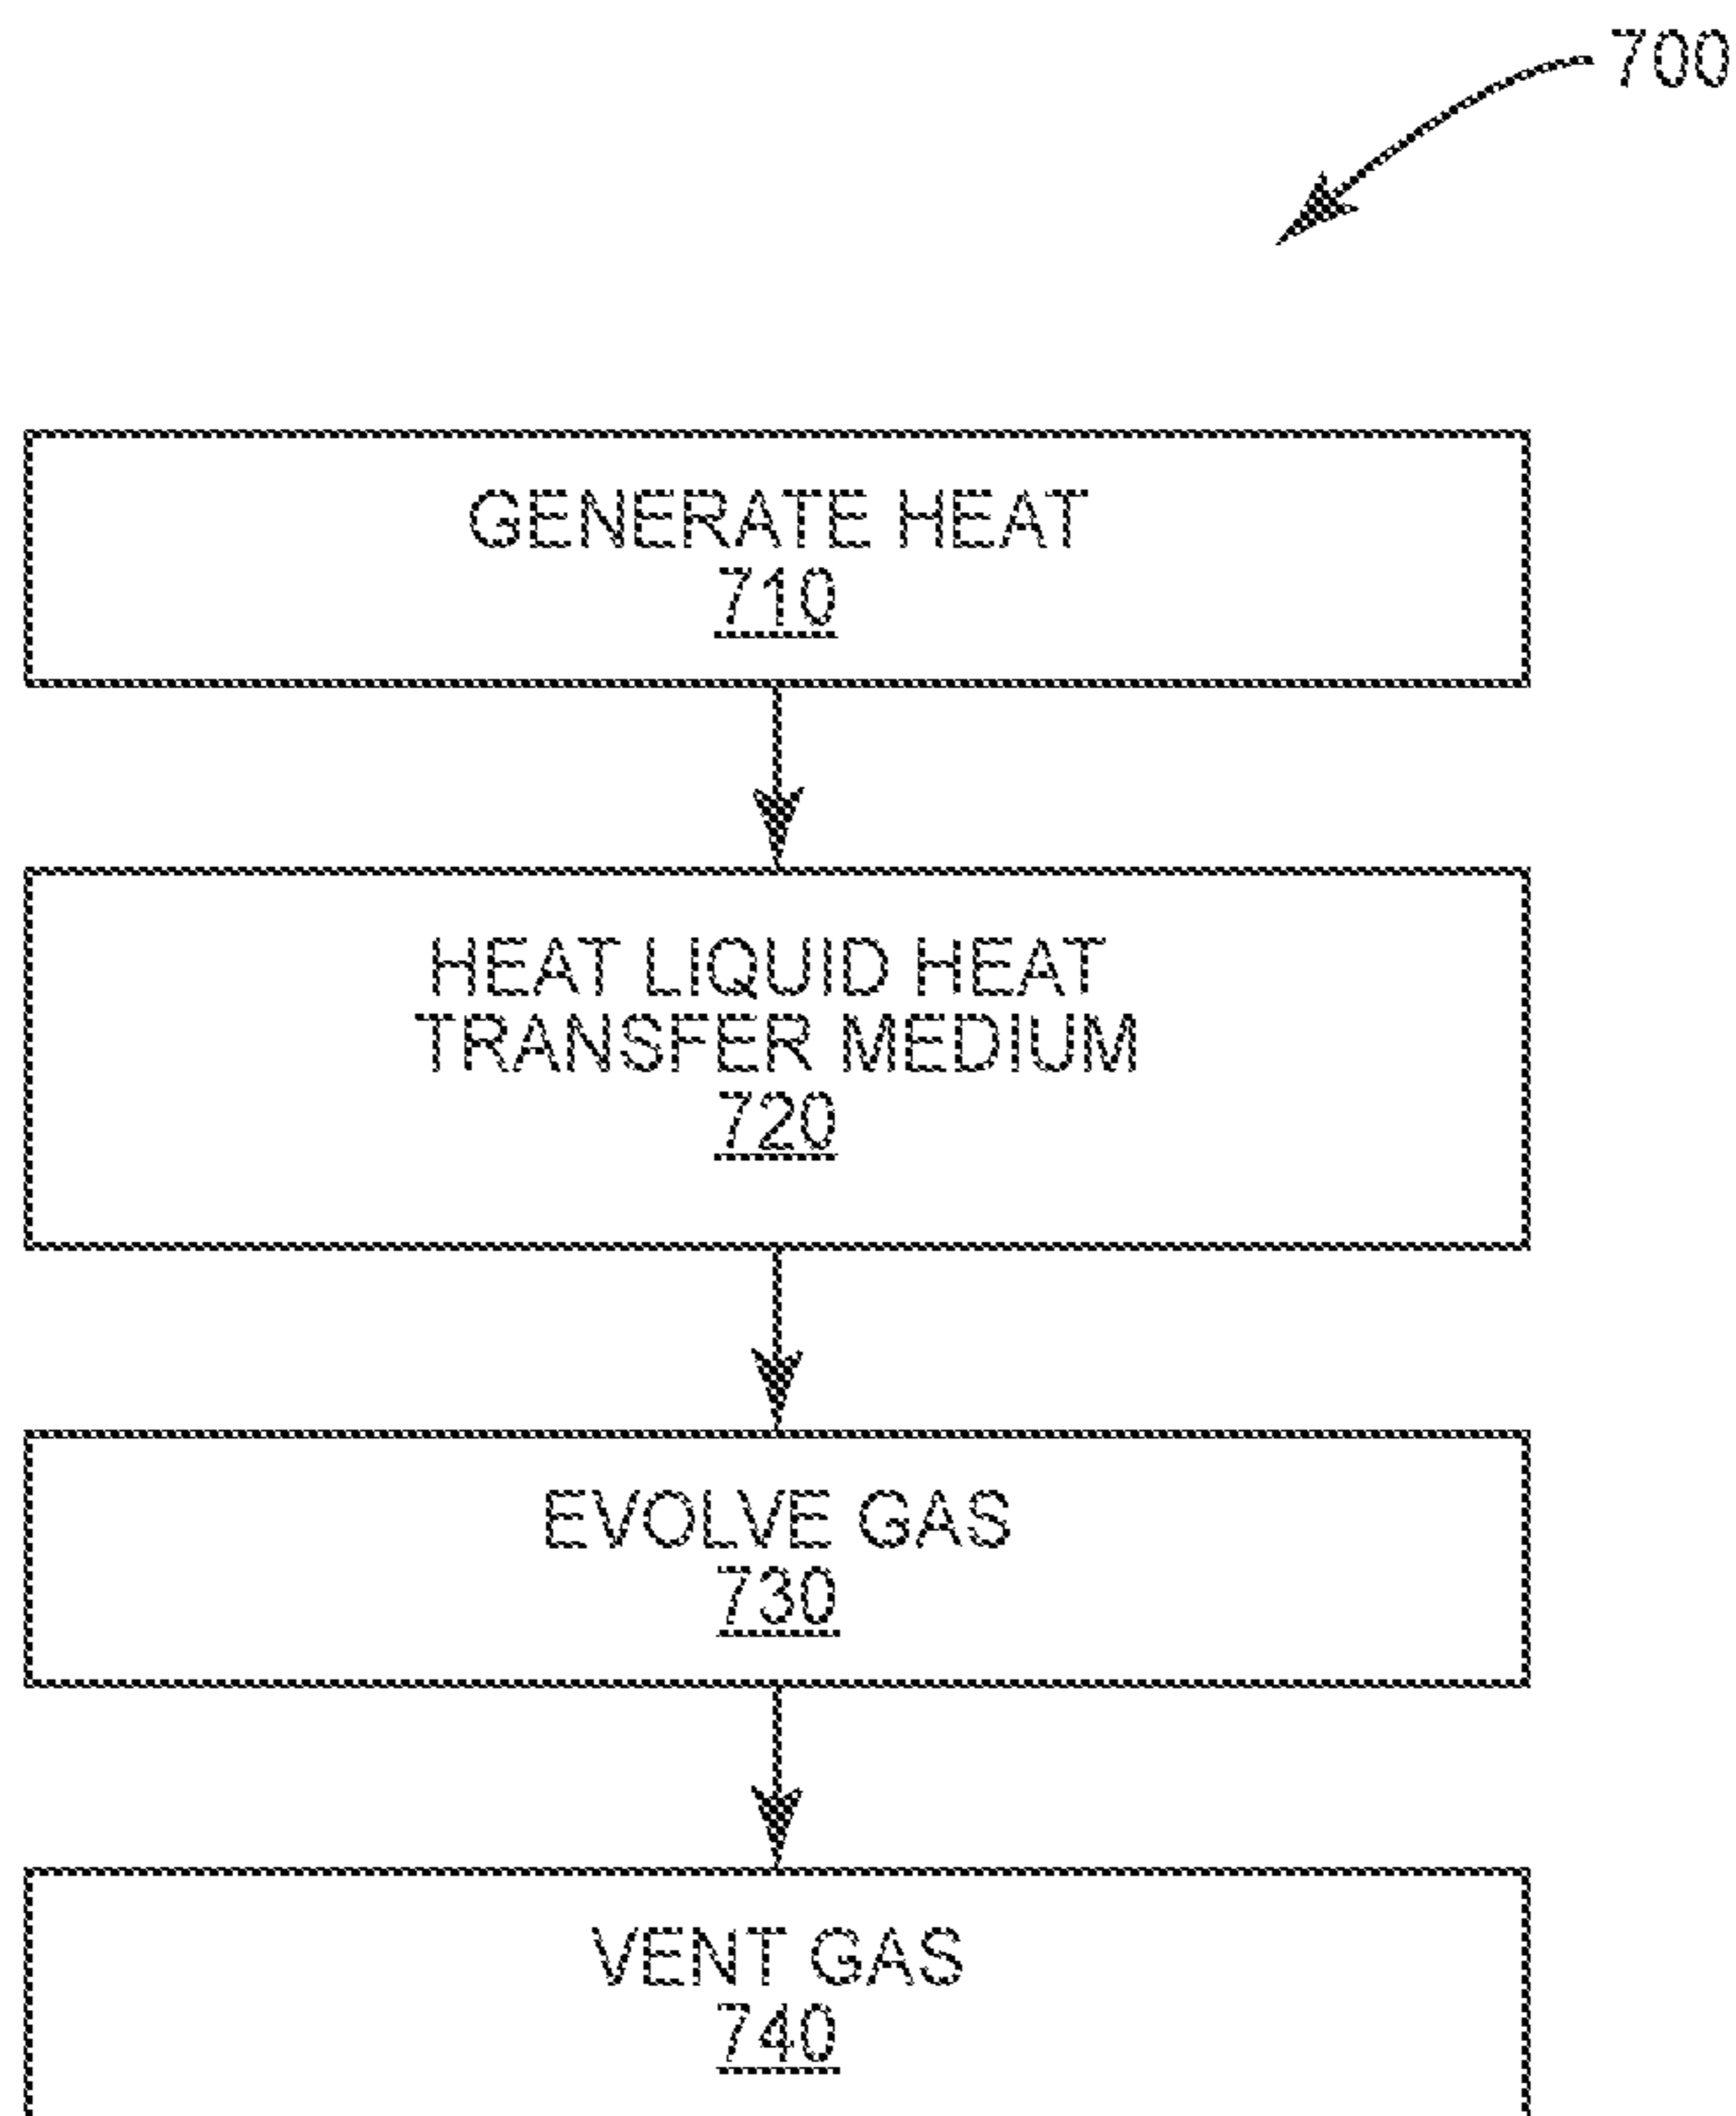 700
GENERATE HEAT
710
HEAT LIQUID HEAT
TRANSFER MEDIUM
720
EVOLVE GAS
730
VENT GAS
740